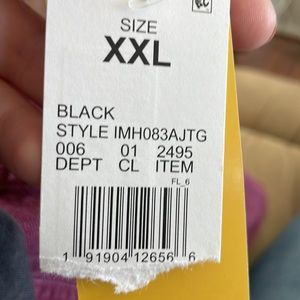 SIZE
XXL
BLACK
STYLE IMH083AJTG
006 01 2495
DEPT CL ITEM
FL_6
1 91904 12656 6